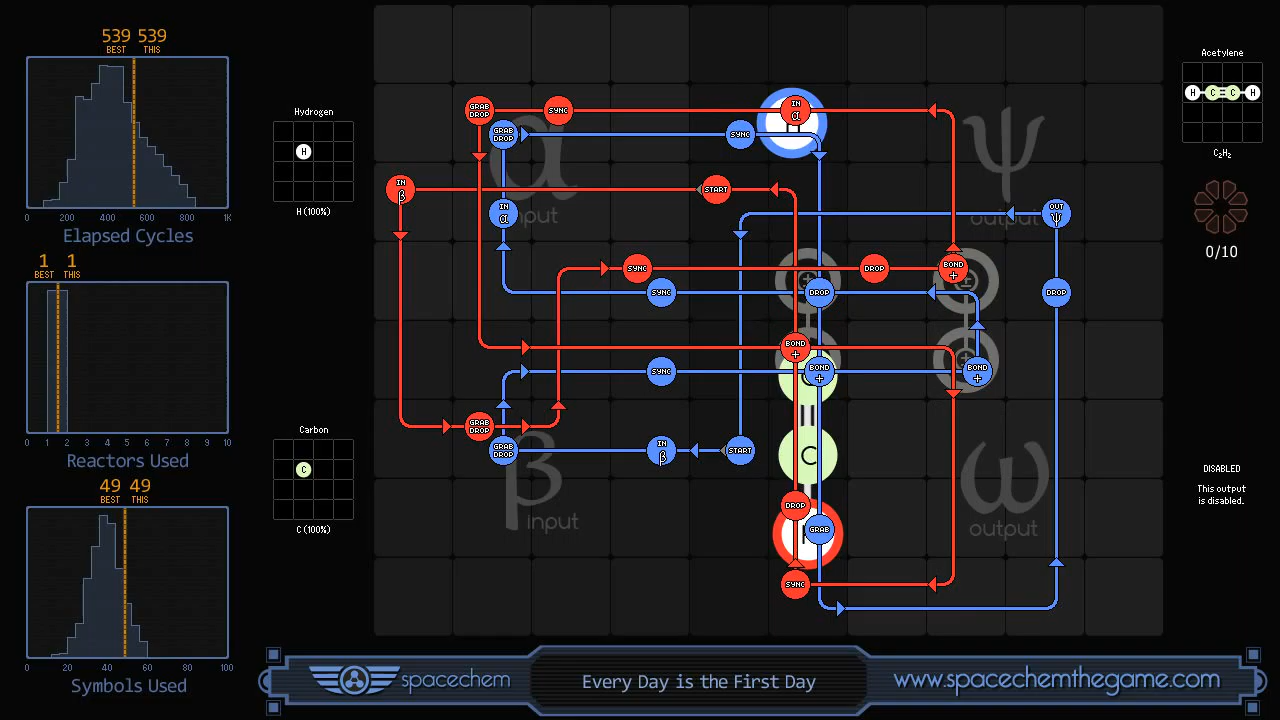 539 539
BEST THIS
0 200 400 600 800 1K
Elapsed Cycles
1 1
BEST THIS
0 1 2 3 4 5 6 7 8 9 10
Reactors Used
49 49
BEST THIS
0 20 40 60 80 100
Symbols Used
Hydrogen
H
H (100%)
Carbon
C
C (100%)
GRAB DROP
SYNC
IN α
GRAB DROP
SYNC
α
input
IN β
START
IN α
ψ
output
OUT Ψ
SYNC
DROP
BOND +
SYNC
DROP
DROP
BOND +
SYNC
BOND +
BOND +
GRAB DROP
GRAB DROP
IN β
START
C
β
input
ω
output
DROP
GRAB
SYNC
Acetylene
H C C H
C₂H₂
0/10
DISABLED
This output
is disabled.
spacechem
Every Day is the First Day
www.spacechemthegame.com